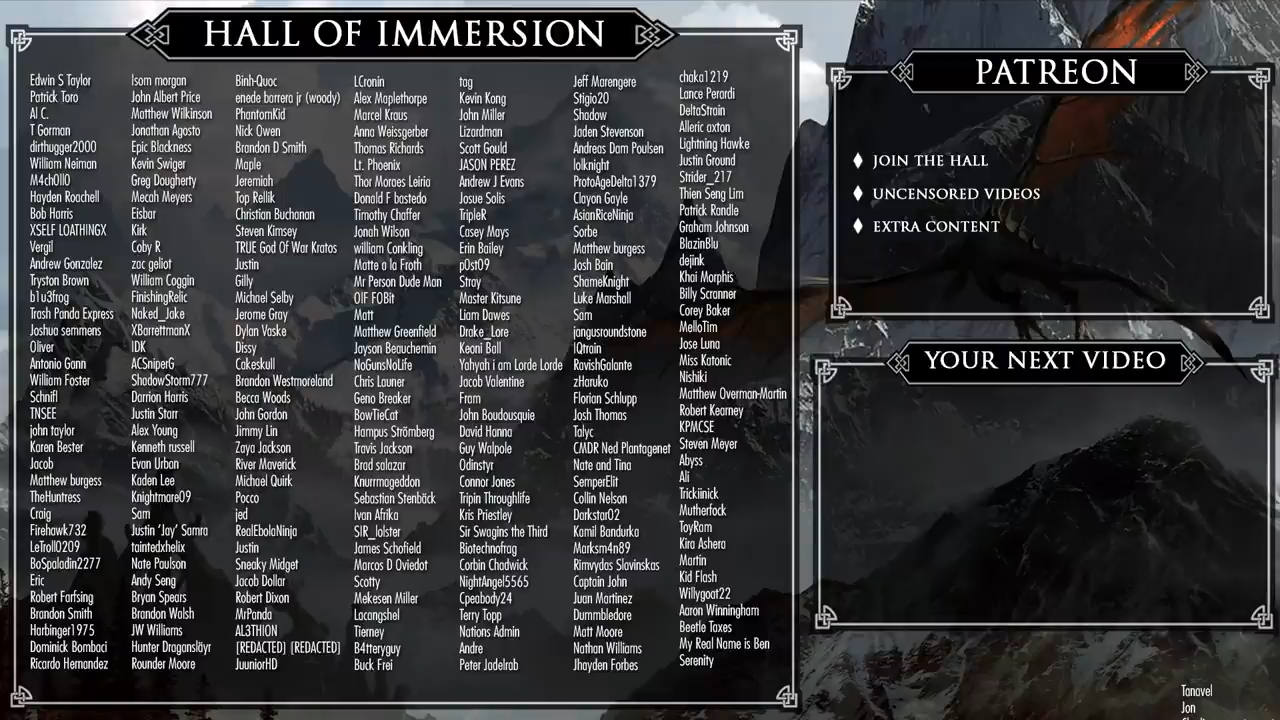 HALL OF IMMERSION
Edwin S Taylor
Patrick Toro
Al C.
T Gorman
dirthugger2000
William Neiman
M4ch0ll0
Hayden Roachell
Bob Harris
XSELF LOATHINGX
Vergil
Andrew Gonzalez
Tryston Brown
b1u3frog
Trash Panda Express
Joshua semmens
Oliver
Antonio Gann
William Foster
Schnifl
TNSEE
john taylor
Karen Bester
Jacob
Matthew burgess
TheHuntress
Craig
Firehawk732
LeTroll0209
BoSpaladin2277
Eric
Robert Farfsing
Brandon Smith
Harbinger1975
Dominick Bombaci
Ricardo Hernandez
Isom morgan
John Albert Price
Matthew Wilkinson
Jonathan Agosto
Epic Blackness
Kevin Swiger
Greg Dougherty
Mecah Meyers
Eisbar
Kirk
Coby R
zac geliot
William Coggin
FinishingRelic
Naked_Jake
XBarrettmanX
IDK
ACSniperG
ShadowStorm777
Darrion Harris
Justin Starr
Alex Young
Kenneth russell
Evan Urban
Kaden Lee
Knightmare09
Sam
Justin 'Jay' Samra
taintedxhelix
Nate Paulson
Andy Seng
Bryan Spears
Brandon Walsh
JW Williams
Hunter Draganslåyr
Rounder Moore
Binh-Quoc
enede barrera jr (woody)
PhantomKid
Nick Owen
Brandon D Smith
Maple
Jeremiah
Top Rellik
Christian Buchanan
Steven Kimsey
TRUE God Of War Kratos
Justin
Gilly
Michael Selby
Jerome Gray
Dylan Vaske
Dissy
Cakeskull
Brandon Westmoreland
Becca Woods
John Gordon
Jimmy Lin
Zaya Jackson
River Maverick
Michael Quirk
Pocco
jed
RealEbolaNinja
Justin
Sneaky Midget
Jacob Dollar
Robert Dixon
MrPanda
AL3THION
[REDACTED] [REDACTED]
JuuniorHD
LCronin
Alex Maplethorpe
Marcel Kraus
Anna Weissgerber
Thomas Richards
Lt. Phoenix
Thor Moraes Leirio
Donald F bastedo
Timothy Chaffer
Jonah Wilson
william Conkling
Matte a la Froth
Mr Person Dude Man
OIF FOBit
Matt
Matthew Greenfield
Jayson Beauchemin
NoGunsNoLife
Chris Launer
Geno Breaker
BowTieCat
Hampus Strömberg
Travis Jackson
Brad salazar
Knurrmageddon
Sebastian Stenbäck
Ivan Afrika
SIR_lolster
James Schofield
Marcos D Oviedot
Scotty
Mekesen Miller
Lacangshel
Tierney
B4tteryguy
Buck Frei
tag
Kevin Kong
John Miller
Lizardman
Scott Gould
JASON PEREZ
Andrew J Evans
Josue Solis
TripleR
Casey Mays
Erin Bailey
p0st09
Stray
Master Kitsune
Liam Dawes
Drake_Lore
Keoni Ball
Yahyah i am Lorde Lorde
Jacob Valentine
Fram
John Boudousquie
David Hanna
Guy Walpole
Odinstyr
Connor Jones
Tripin Throughlife
Kris Priestley
Sir Swagins the Third
Biotechnofrag
Corbin Chadwick
NightAngel5565
Cpeabody24
Terry Topp
Nations Admin
Andre
Peter Jadelrab
Jeff Marengere
Stigio20
Shadow
Jaden Stevenson
Andreas Dam Poulsen
lolknight
ProtoAgeDelta1379
Clayon Gayle
AsianRiceNinja
Sorbe
Matthew burgess
Josh Bain
ShameKnight
Luke Marshall
Sam
jangusroundstone
JQtrain
RavishGalante
zHaruko
Florian Schlupp
Josh Thomas
Talyc
CMDR Ned Plantagenet
Nate and Tina
SemperElit
Collin Nelson
Darkstar02
Kamil Bandurka
Marksm4n89
Rimvydas Slavinskas
Captain John
Juan Martinez
Dummbledore
Matt Moore
Nathan Williams
Jhayden Forbes
chaka1219
Lance Perardi
DeltaStrain
Alleric axton
Lightning Hawke
Justin Ground
Strider_217
Thien Seng Lim
Patrick Randle
Graham Johnson
BlazinBlu
dejink
Khai Morphis
Billy Scranner
Corey Baker
MelloTim
Jose Luna
Miss Katonic
Nishiki
Matthew Overman-Martin
Robert Kearney
KPMCSE
Steven Meyer
Abyss
Ali
Trickiinick
Mutherfock
ToyRam
Kira Ashera
Martin
Kid Flash
Willygoat22
Aaron Winningham
Beetle Taxes
My Real Name is Ben
Serenity
PATREON
JOIN THE HALL
UNCENSORED VIDEOS
EXTRA CONTENT
YOUR NEXT VIDEO
Tanavel
Jon